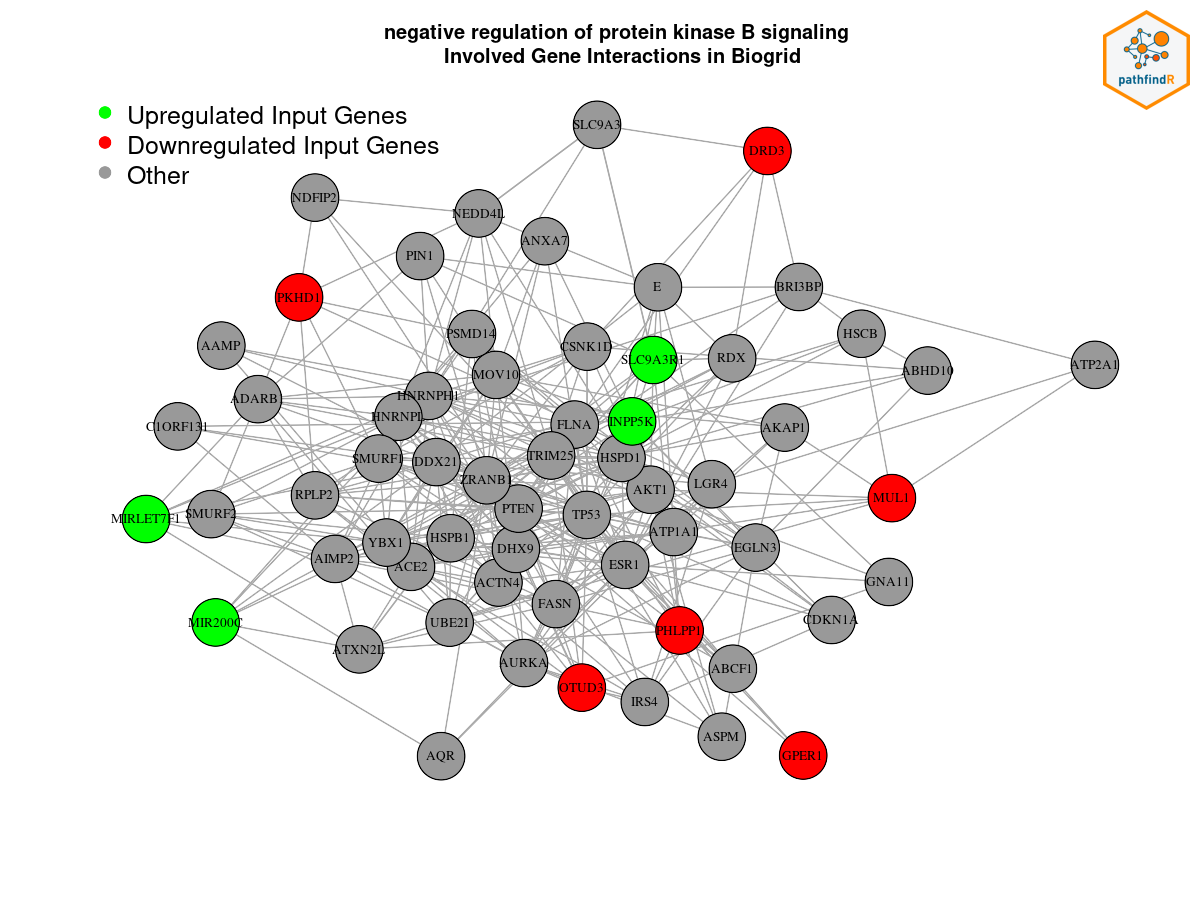 negative regulation of protein kinase B signaling
Involved Gene Interactions in Biogrid
pathfindR
Upregulated Input Genes
Downregulated Input Genes
Other
SLC9A3
DRD3
NDFIP2
NEDD4L
ANXA7
PIN1
E
BRI3BP
PKHD1
PSMD14
HSCB
AAMP
CSNK1D
SLC9A3R1
RDX
ATP2A1
ABHD10
MOV10
HNRNPH1
ADARB
HNRNPL
INPP5K
FLNA
C1ORF131
AKAP1
TRIM25
HSPD1
SMURF1
DDX21
ZRANB1
LGR4
AKT1
RPLP2
MUL1
PTEN
SMURF2
MIRLET7F1
TP53
ATP1A1
HSPB1
YBX1
DHX9
EGLN3
AIMP2
ACE2
ESR1
ACTN4
GNA11
FASN
MIR200C
UBE2I
CDKN1A
PHLPP1
ATXN2L
AURKA
ABCF1
OTUD3
IRS4
ASPM
AQR
GPER1